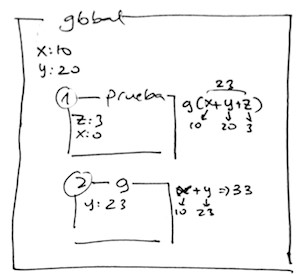 global
x:10
y:20
1 prueba
z:3
x:0
23
g(x+y+z)
10 20 3
2 g
y:23
x+y => 33
10 23